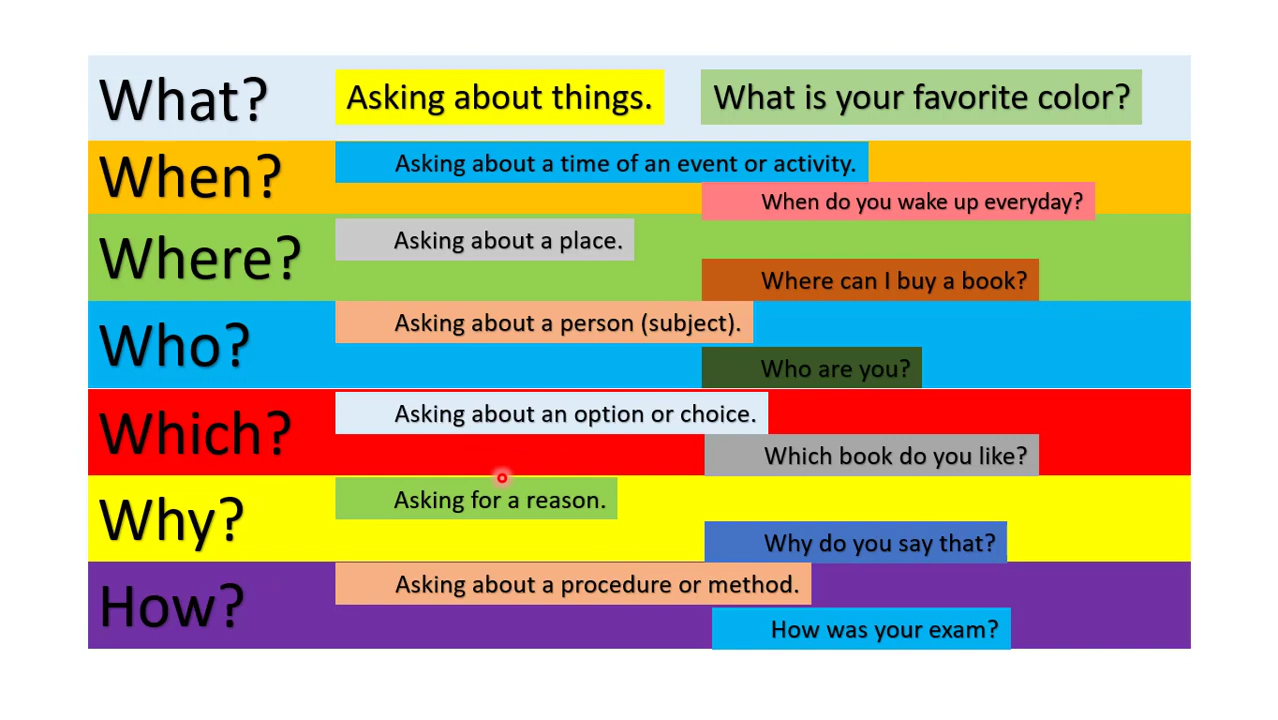 What?
Asking about things.
What is your favorite color?
When?
Asking about a time of an event or activity.
When do you wake up everyday?
Where?
Asking about a place.
Where can I buy a book?
Who?
Asking about a person (subject).
Who are you?
Which?
Asking about an option or choice.
Which book do you like?
Why?
Asking for a reason.
Why do you say that?
How?
Asking about a procedure or method.
How was your exam?